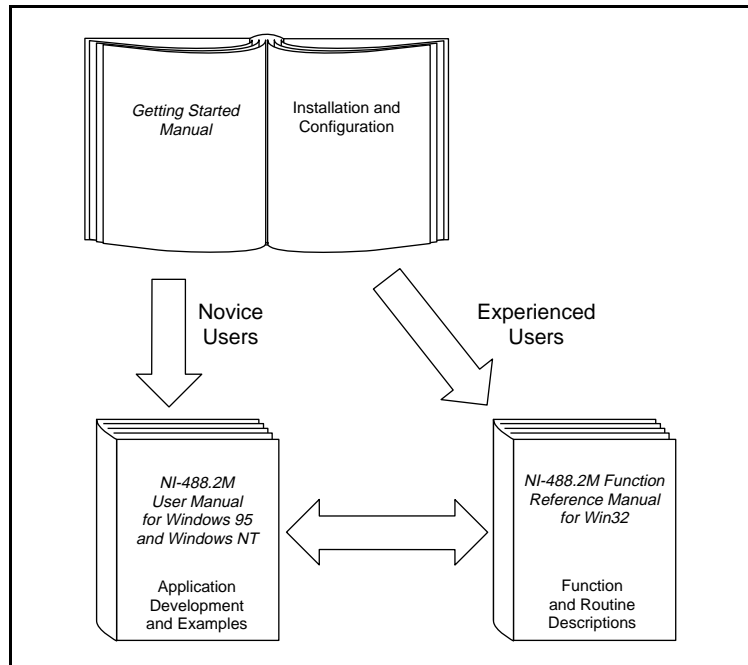 Getting Started
Manual
Installation and
Configuration
Novice
Users
Experienced
Users
NI-488.2M
User Manual
for Windows 95
and Windows NT
Application
Development
and Examples
NI-488.2M Function
Reference Manual
for Win32
Function
and Routine
Descriptions